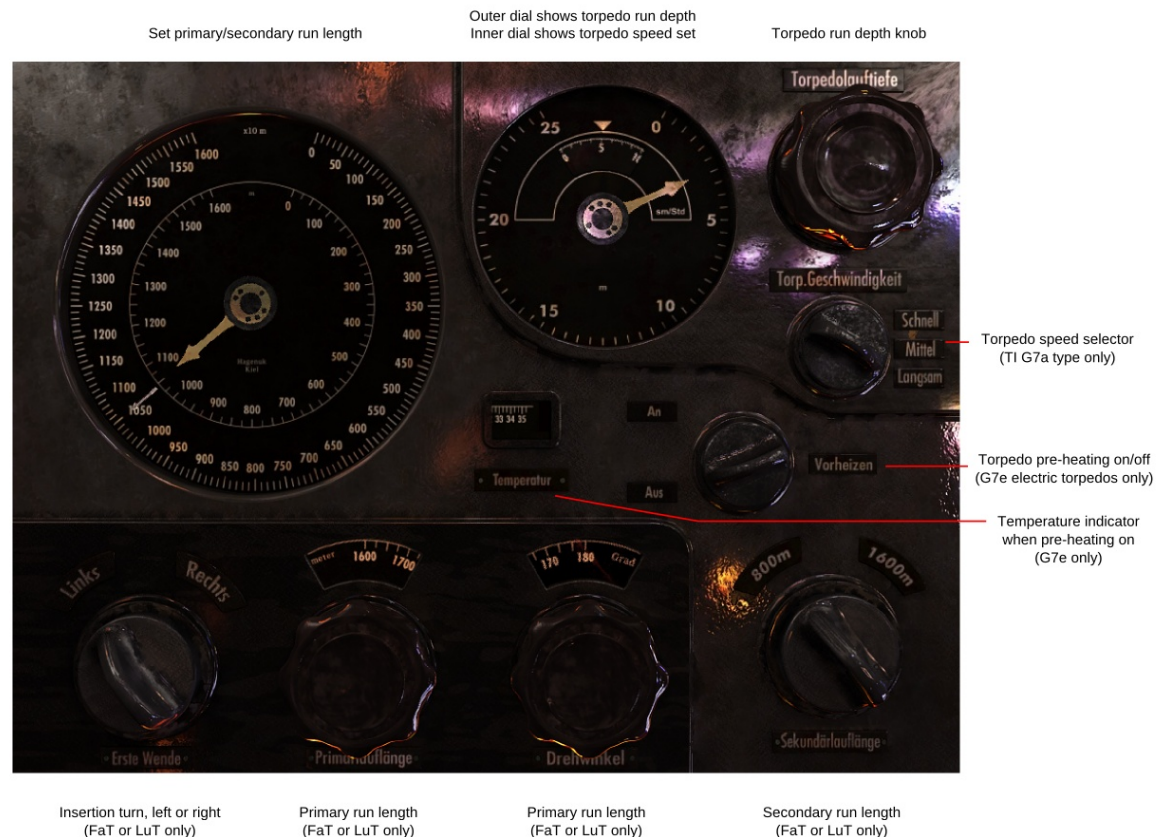 Outer dial shows torpedo run depth
Set primary/secondary run length
Inner dial shows torpedo speed set
Torpedo run depth knob
Torpedolauftiefe
x10 m
0
50
100
150
200
250
300
350
400
450
500
550
600
650
700
750
800
850
900
950
1000
1050
1100
1150
1200
1250
1300
1350
1400
1450
1500
1550
1600
m
0
100
200
300
400
500
600
700
800
900
1000
1100
1200
1300
1400
1500
1600
Hagenuk
Kiel
25
0
5
10
15
20
S
N
sm/Std
m
Torp.Geschwindigkeit
Schnell
Mittel
Langsam
Torpedo speed selector
(TI G7a type only)
33 34 35
Temperatur
An
Aus
Vorheizen
Torpedo pre-heating on/off
(G7e electric torpedos only)
Temperature indicator
when pre-heating on
(G7e only)
Links
Rechts
meter 1600 1700
170 180 Grad
800m
1600m
Erste Wende
Primärlauflänge
Drehwinkel
Sekundärlauflänge
Insertion turn, left or right
(FaT or LuT only)
Primary run length
(FaT or LuT only)
Primary run length
(FaT or LuT only)
Secondary run length
(FaT or LuT only)